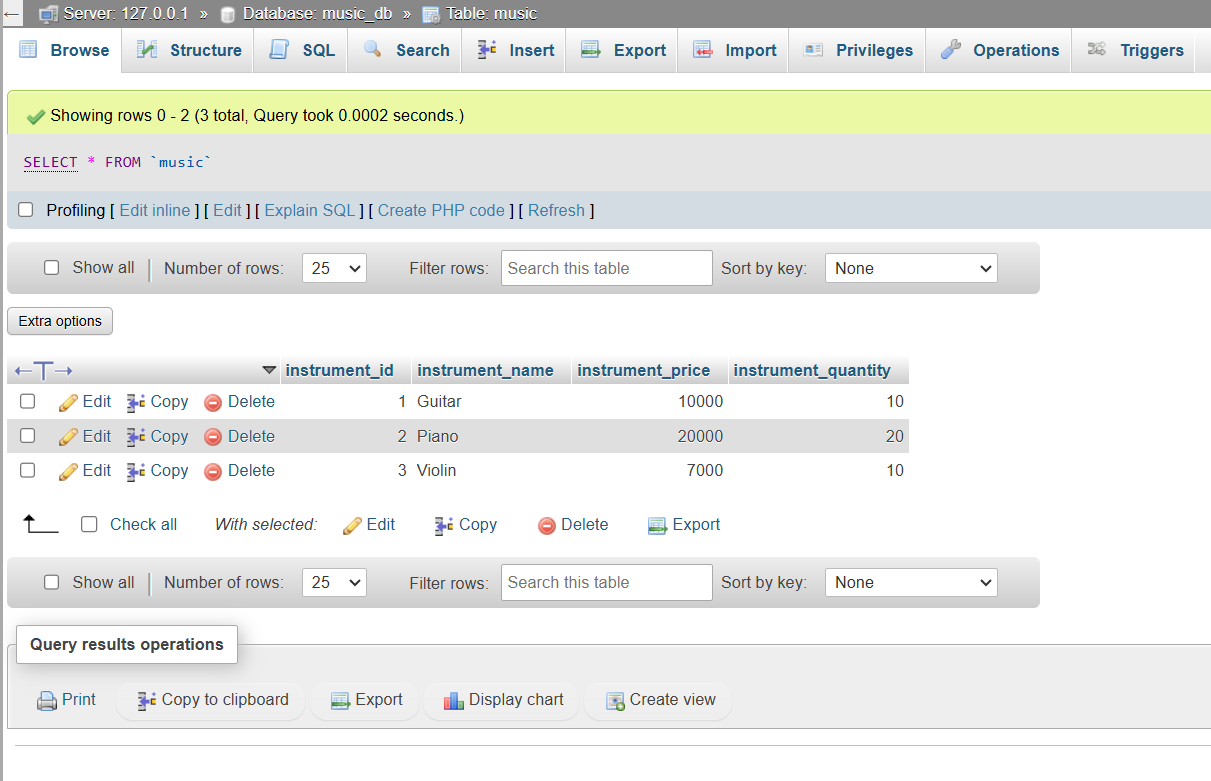 Server: 127.0.0.1 » Database: music_db » Table: music
Browse Structure SQL Search Insert Export Import Privileges Operations Triggers
Showing rows 0 - 2 (3 total, Query took 0.0002 seconds.)
SELECT * FROM `music`
Profiling [ Edit inline ] [ Edit ] [ Explain SQL ] [ Create PHP code ] [ Refresh ]
Show all Number of rows: 25 Filter rows: Search this table Sort by key: None
Extra options
instrument_id instrument_name instrument_price instrument_quantity
Edit Copy Delete 1 Guitar 10000 10
Edit Copy Delete 2 Piano 20000 20
Edit Copy Delete 3 Violin 7000 10
Check all With selected: Edit Copy Delete Export
Show all Number of rows: 25 Filter rows: Search this table Sort by key: None
Query results operations
Print Copy to clipboard Export Display chart Create view